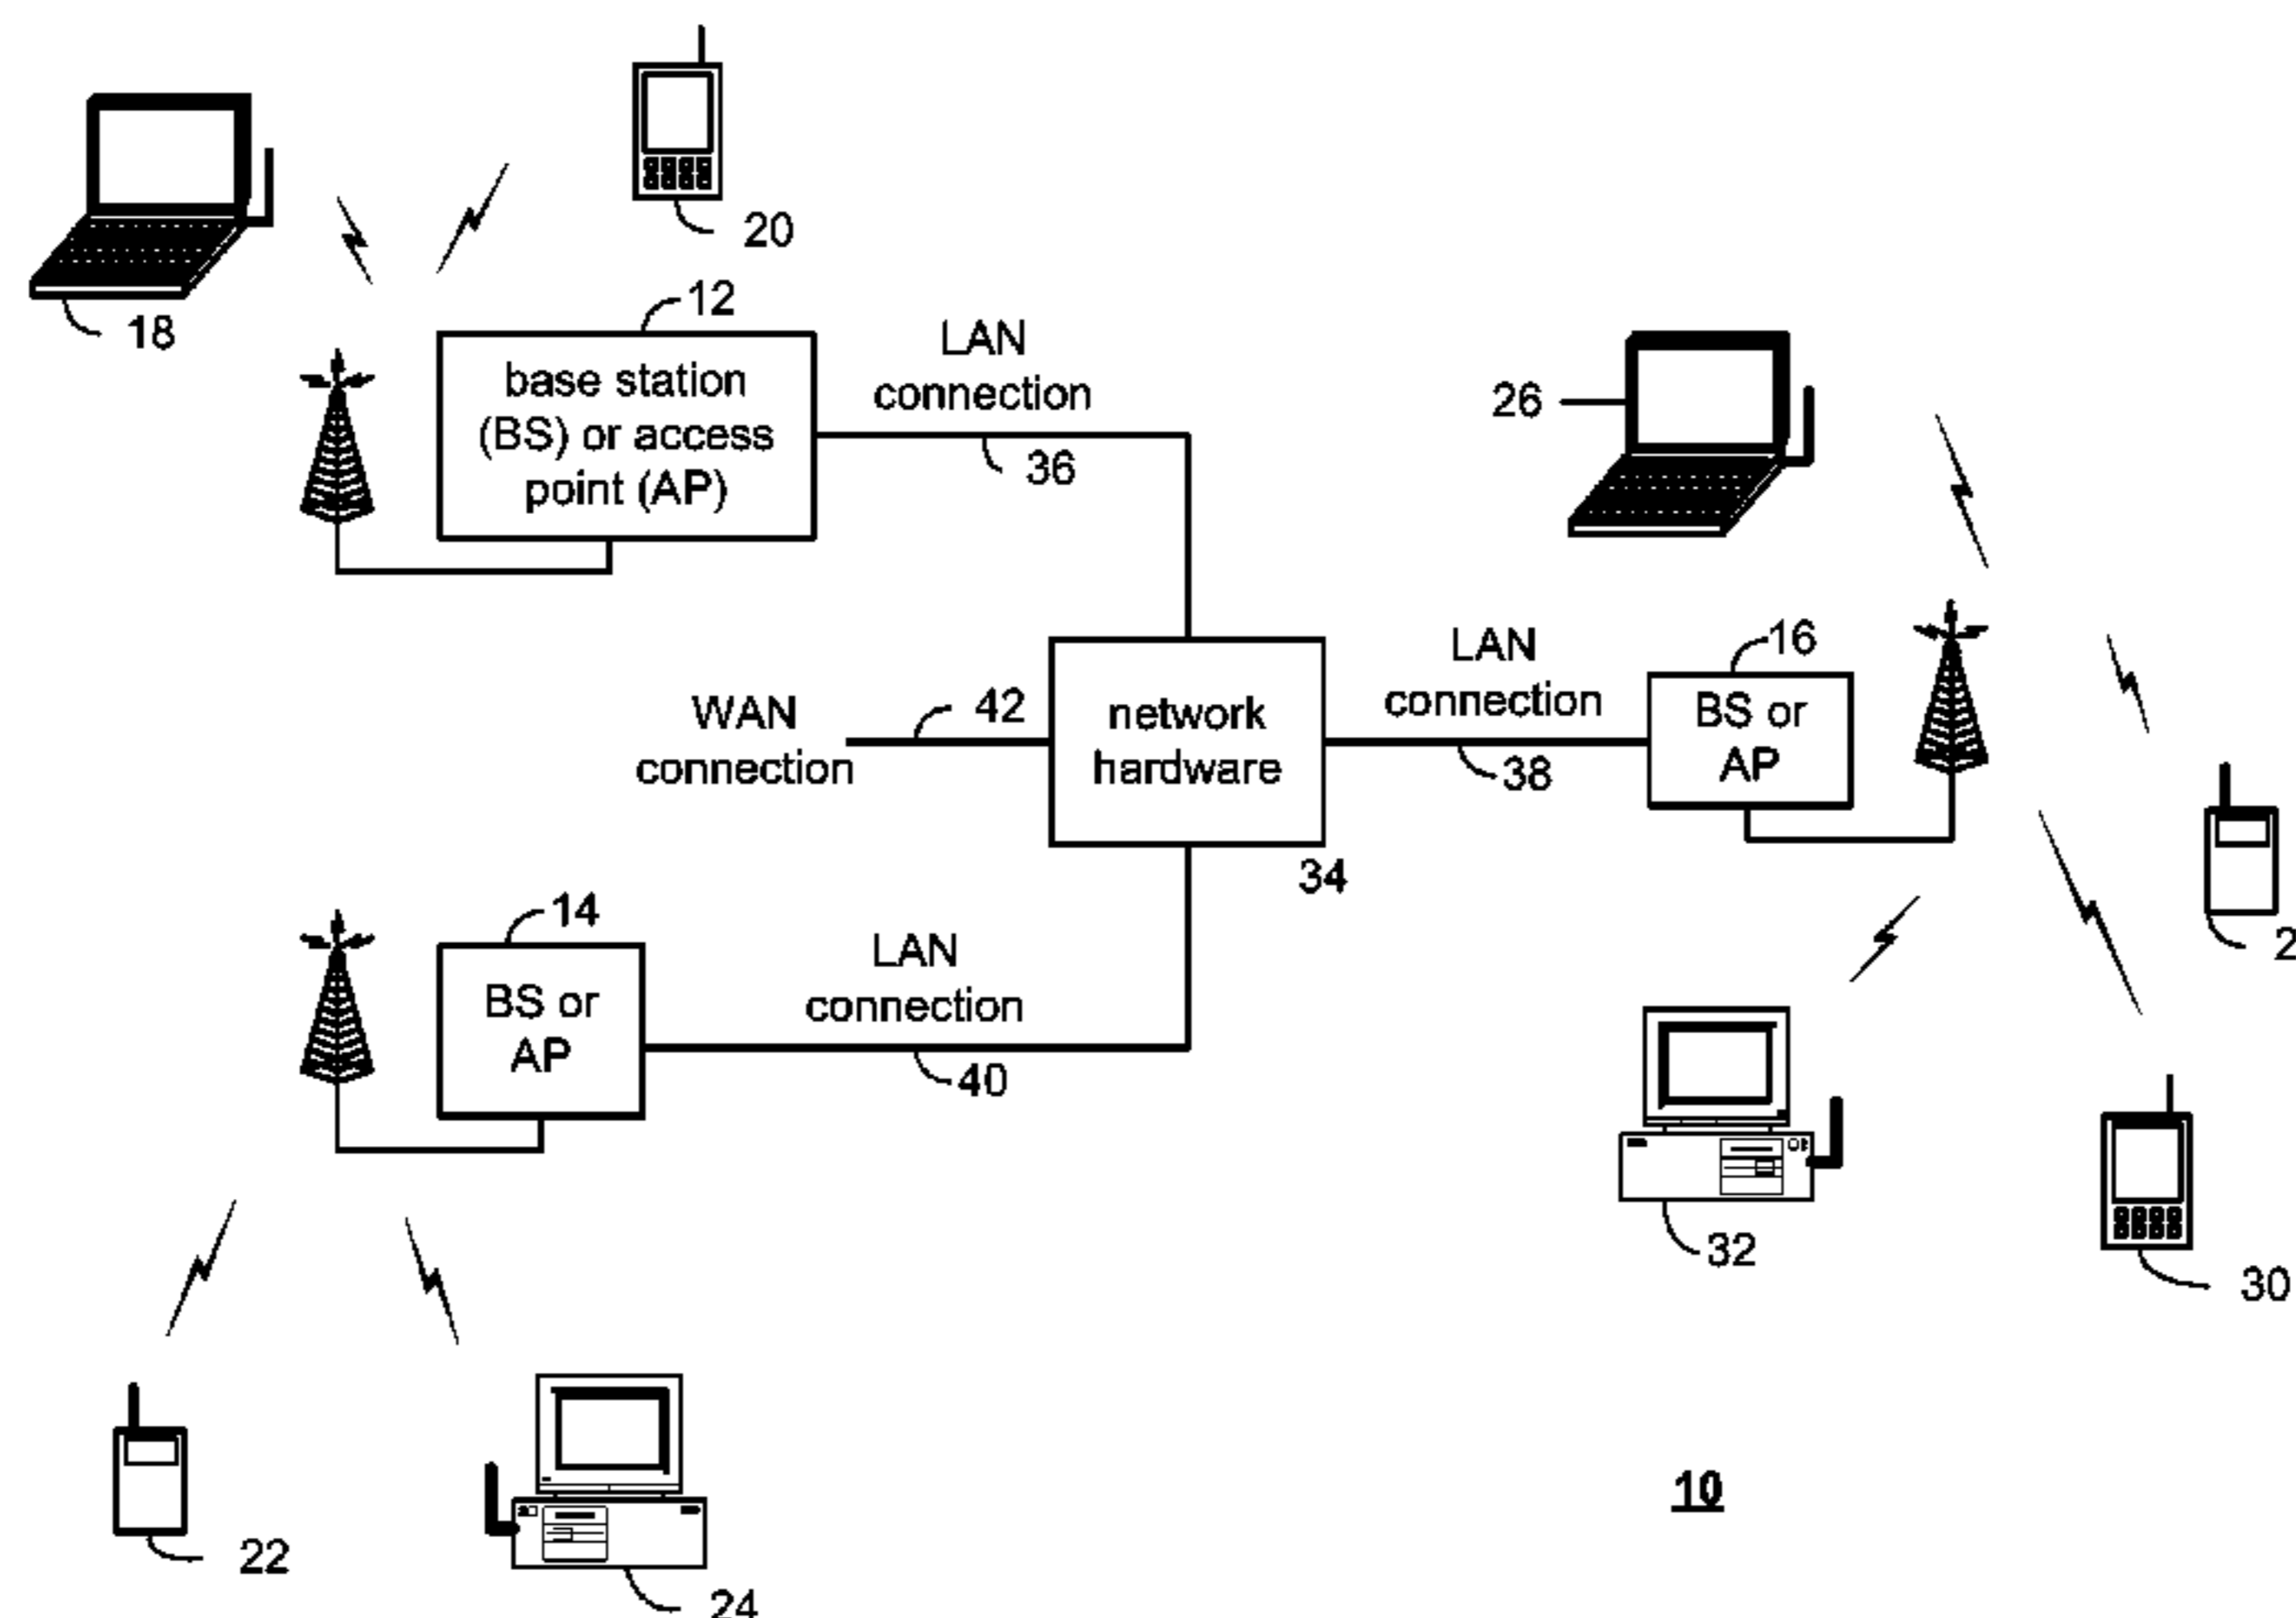 20
18
12
base station
(BS) or access
point (AP)
LAN
connection
36
26
WAN
connection
42
network
hardware
34
LAN
connection
38
16
BS or
AP
14
BS or
AP
LAN
connection
40
32
30
22
24
10